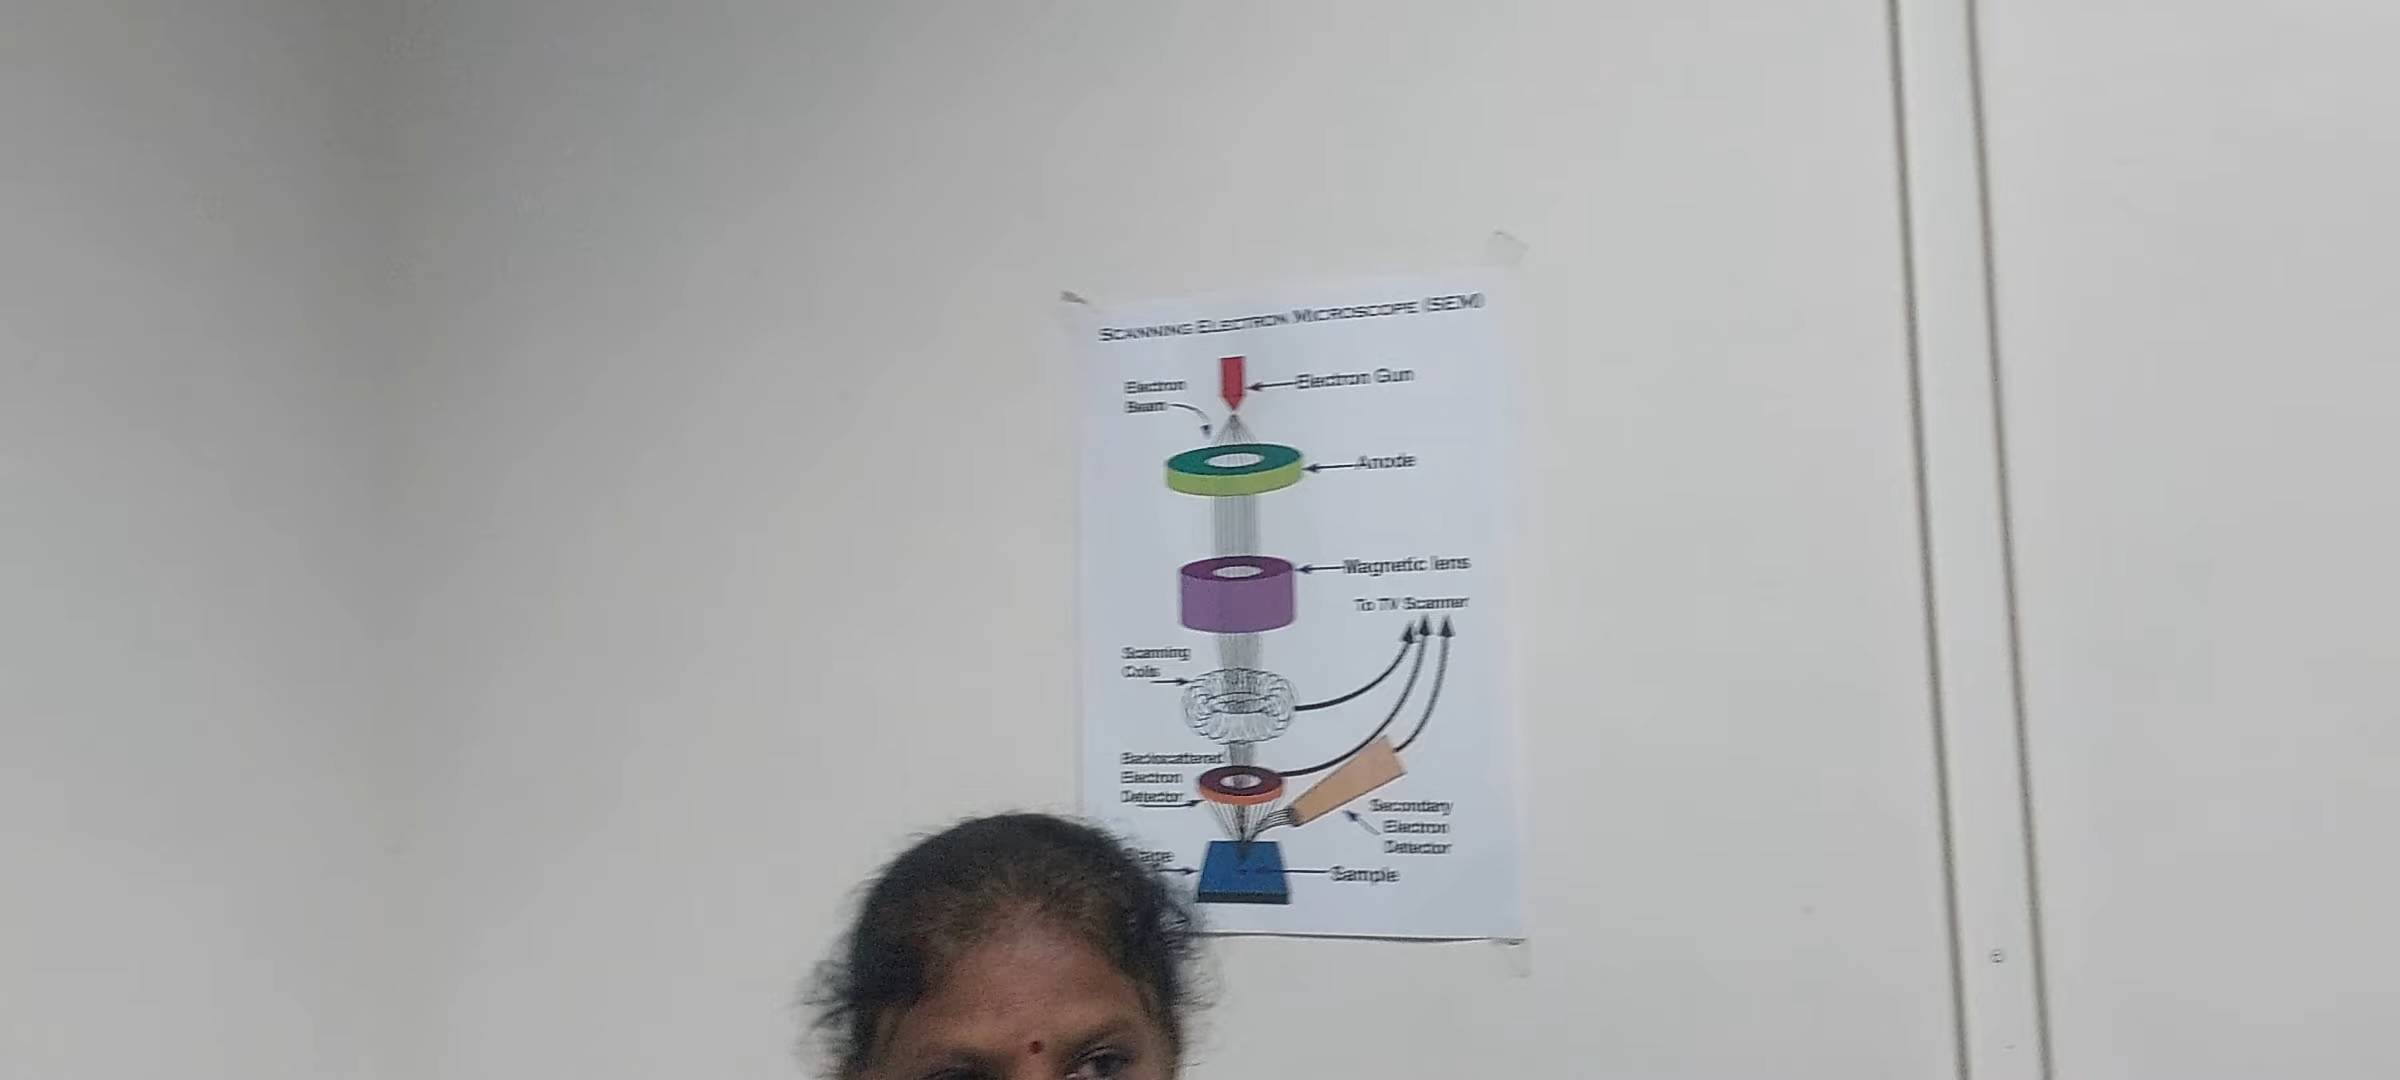 SCANNING ELECTRON MICROSCOPE (SEM)
Electron
Beam
Electron Gun
Anode
Magnetic lens
To TV Scanner
Scanning
Coils
Backscattered
Electron
Detector
Secondary
Electron
Detector
Stage
Sample